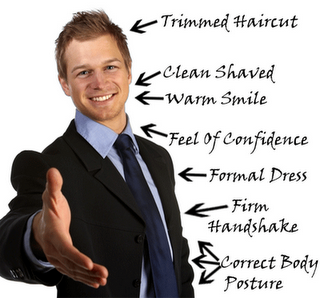 Trimmed Haircut
Clean Shaved
Warm Smile
Feel Of Confidence
Formal Dress
Firm
Handshake
Correct Body
Posture